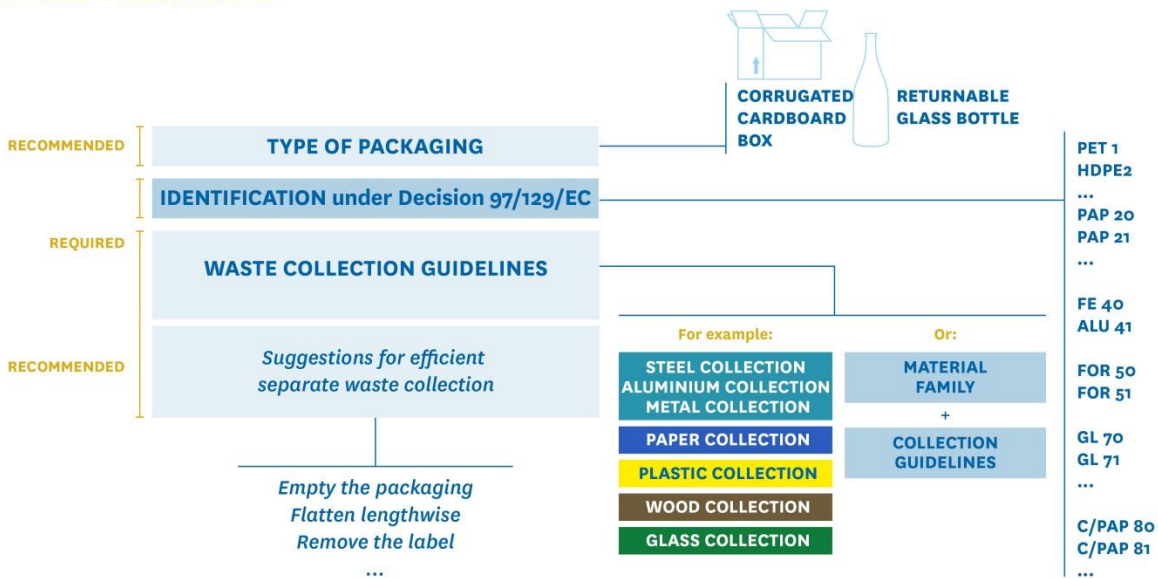 CORRUGATED
CARDBOARD
BOX
RETURNABLE
GLASS BOTTLE
RECOMMENDED
TYPE OF PACKAGING
IDENTIFICATION under Decision 97/129/EC
REQUIRED
WASTE COLLECTION GUIDELINES
RECOMMENDED
Suggestions for efficient
separate waste collection
Empty the packaging
Flatten lengthwise
Remove the label
...
For example:
STEEL COLLECTION
ALUMINIUM COLLECTION
METAL COLLECTION
PAPER COLLECTION
PLASTIC COLLECTION
WOOD COLLECTION
GLASS COLLECTION
Or:
MATERIAL
FAMILY
+
COLLECTION
GUIDELINES
PET 1
HDPE2
...
PAP 20
PAP 21
...
FE 40
ALU 41
FOR 50
FOR 51
GL 70
GL 71
...
C/PAP 80
C/PAP 81
...